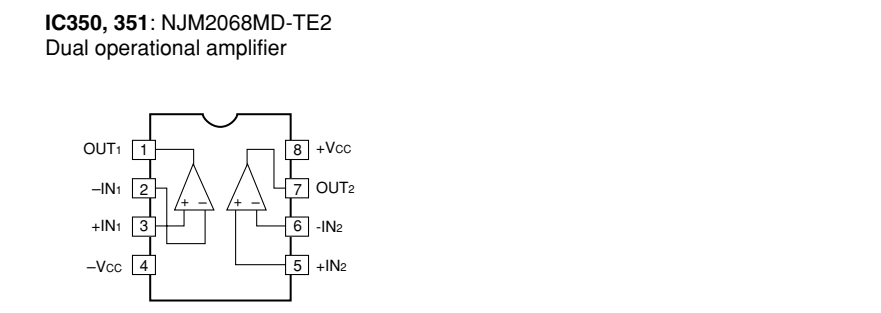 IC350, 351: NJM2068MD-TE2
Dual operational amplifier
OUT1 1 8 +VCC
–IN1 2 7 OUT2
+ – + –
+IN1 3 6 -IN2
–VCC 4 5 +IN2